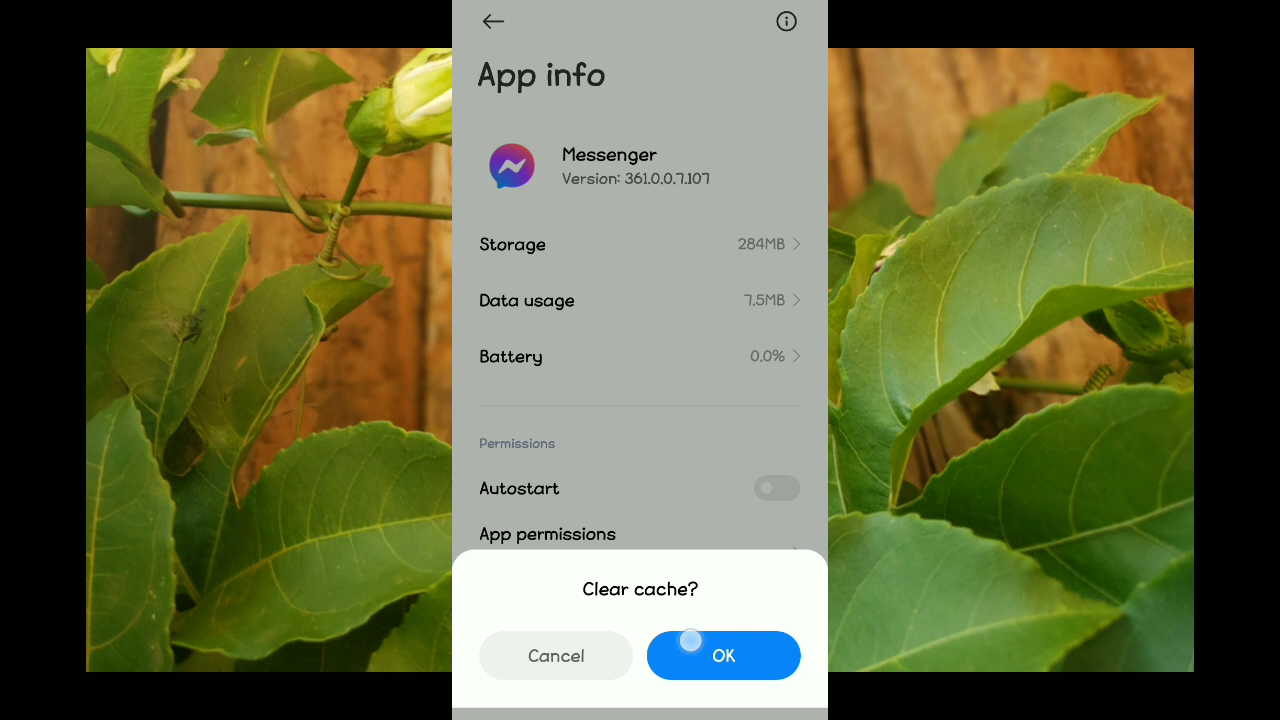 App info
Messenger
Version: 361.0.0.7.107
Storage 284MB
Data usage 7.5MB
Battery 0.0%
Permissions
Autostart
App permissions
Clear cache?
Cancel OK